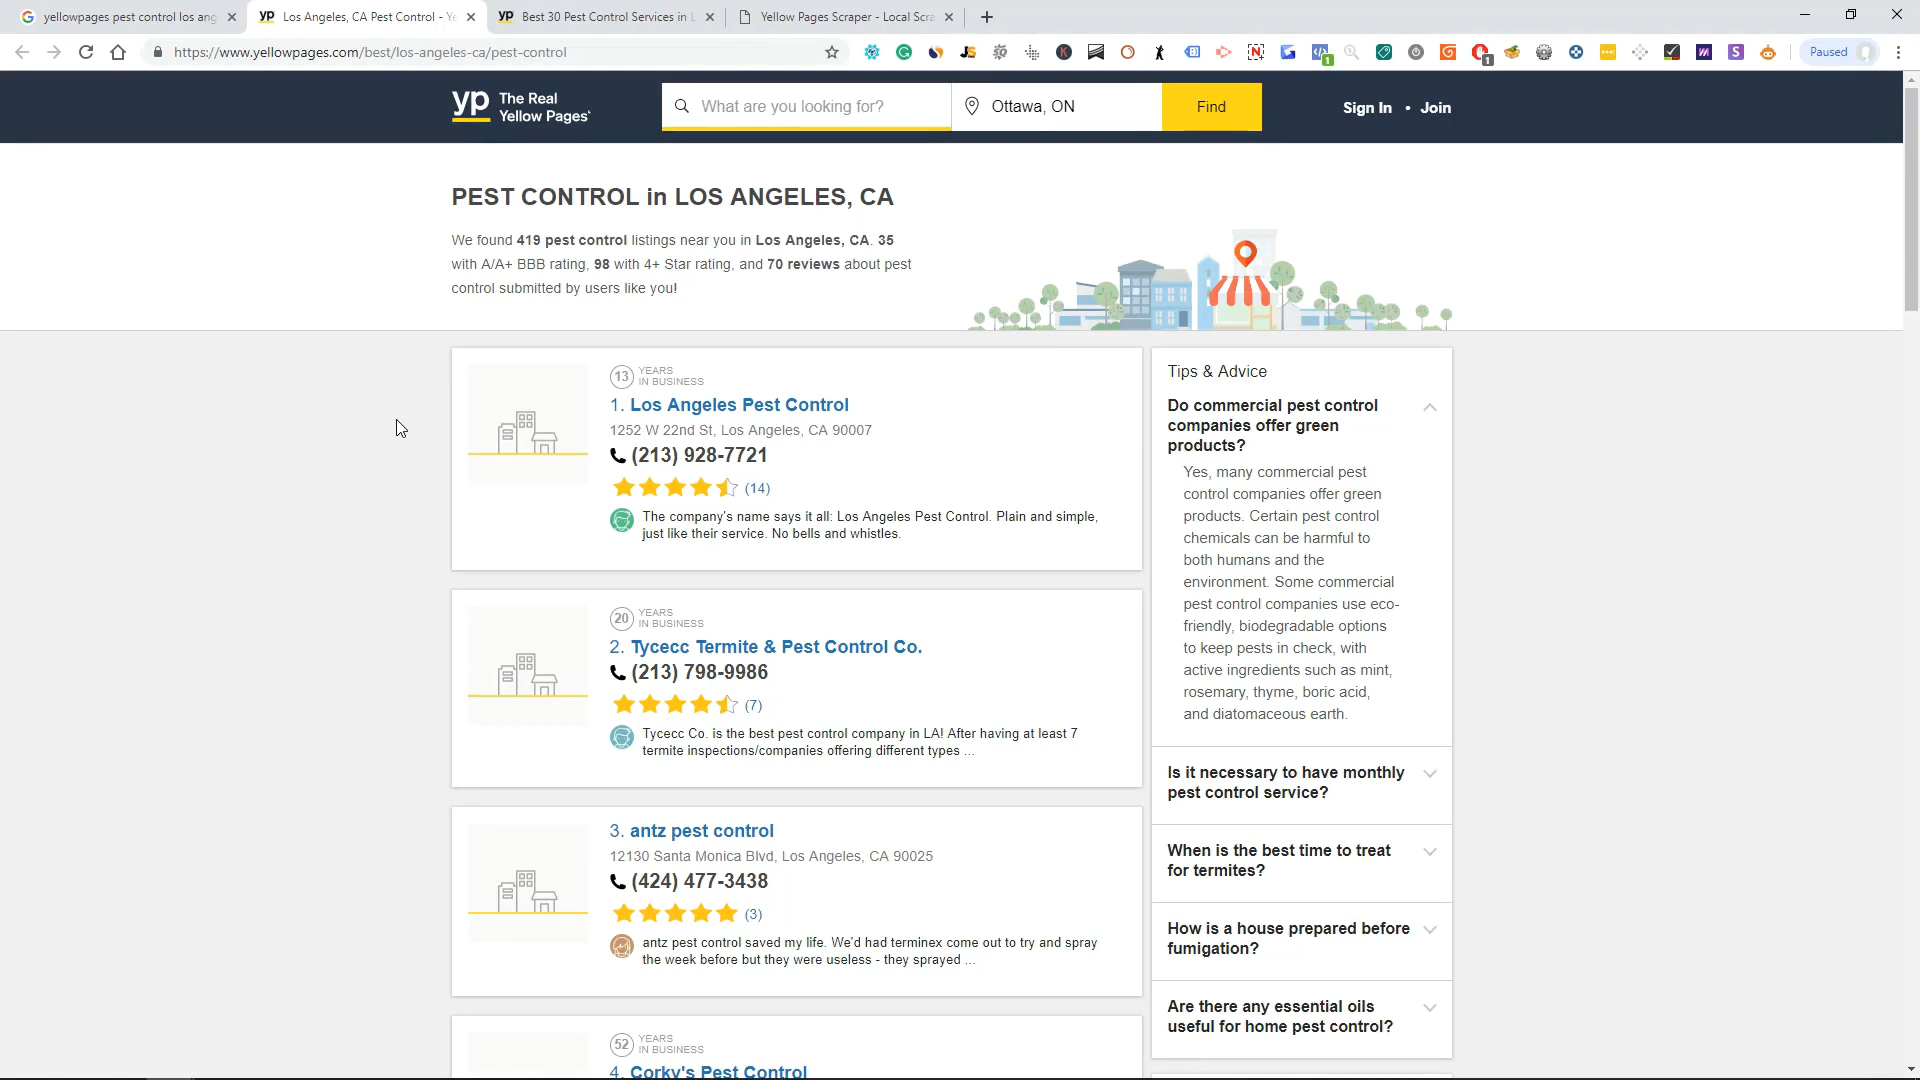 yellowpages pest control los ang
Los Angeles, CA Pest Control - Ye
Best 30 Pest Control Services in L
Yellow Pages Scraper - Local Scra
https://www.yellowpages.com/best/los-angeles-ca/pest-control
Paused
yp The Real Yellow Pages
What are you looking for?
Ottawa, ON
Find
Sign In • Join
PEST CONTROL in LOS ANGELES, CA
We found 419 pest control listings near you in Los Angeles, CA. 35
with A/A+ BBB rating, 98 with 4+ Star rating, and 70 reviews about pest
control submitted by users like you!
13 YEARS IN BUSINESS
1. Los Angeles Pest Control
1252 W 22nd St, Los Angeles, CA 90007
(213) 928-7721
(14)
The company's name says it all: Los Angeles Pest Control. Plain and simple,
just like their service. No bells and whistles.
20 YEARS IN BUSINESS
2. Tycecc Termite & Pest Control Co.
(213) 798-9986
(7)
Tycecc Co. is the best pest control company in LA! After having at least 7
termite inspections/companies offering different types ...
3. antz pest control
12130 Santa Monica Blvd, Los Angeles, CA 90025
(424) 477-3438
(3)
antz pest control saved my life. We'd had terminex come out to try and spray
the week before but they were useless - they sprayed ...
52 YEARS IN BUSINESS
4. Corky's Pest Control
Tips & Advice
Do commercial pest control
companies offer green
products?
Yes, many commercial pest
control companies offer green
products. Certain pest control
chemicals can be harmful to
both humans and the
environment. Some commercial
pest control companies use eco-
friendly, biodegradable options
to keep pests in check, with
active ingredients such as mint,
rosemary, thyme, boric acid,
and diatomaceous earth.
Is it necessary to have monthly
pest control service?
When is the best time to treat
for termites?
How is a house prepared before
fumigation?
Are there any essential oils
useful for home pest control?